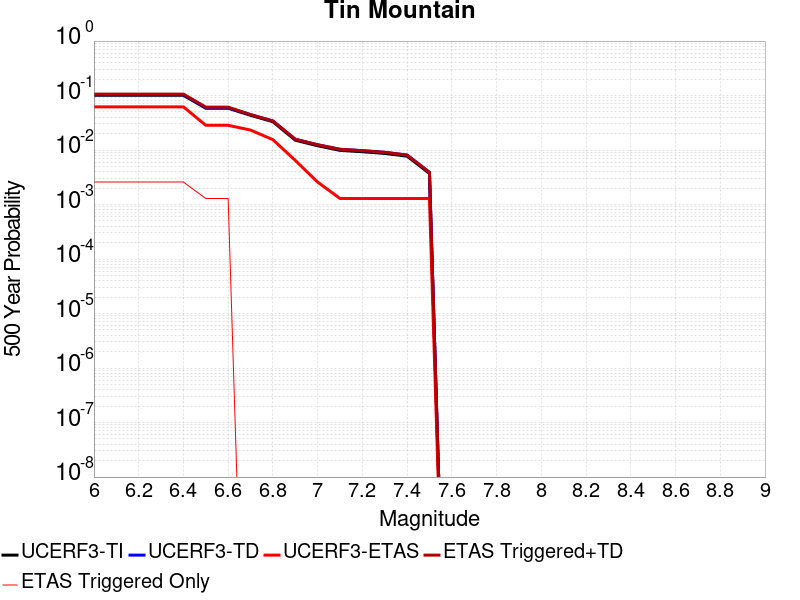 Tin Mountain
10^0
10^-1
10^-2
10^-3
10^-4
10^-5
10^-6
10^-7
10^-8
500 Year Probability
6 6.2 6.4 6.6 6.8 7 7.2 7.4 7.6 7.8 8 8.2 8.4 8.6 8.8 9
Magnitude
UCERF3-TI UCERF3-TD UCERF3-ETAS ETAS Triggered+TD
ETAS Triggered Only